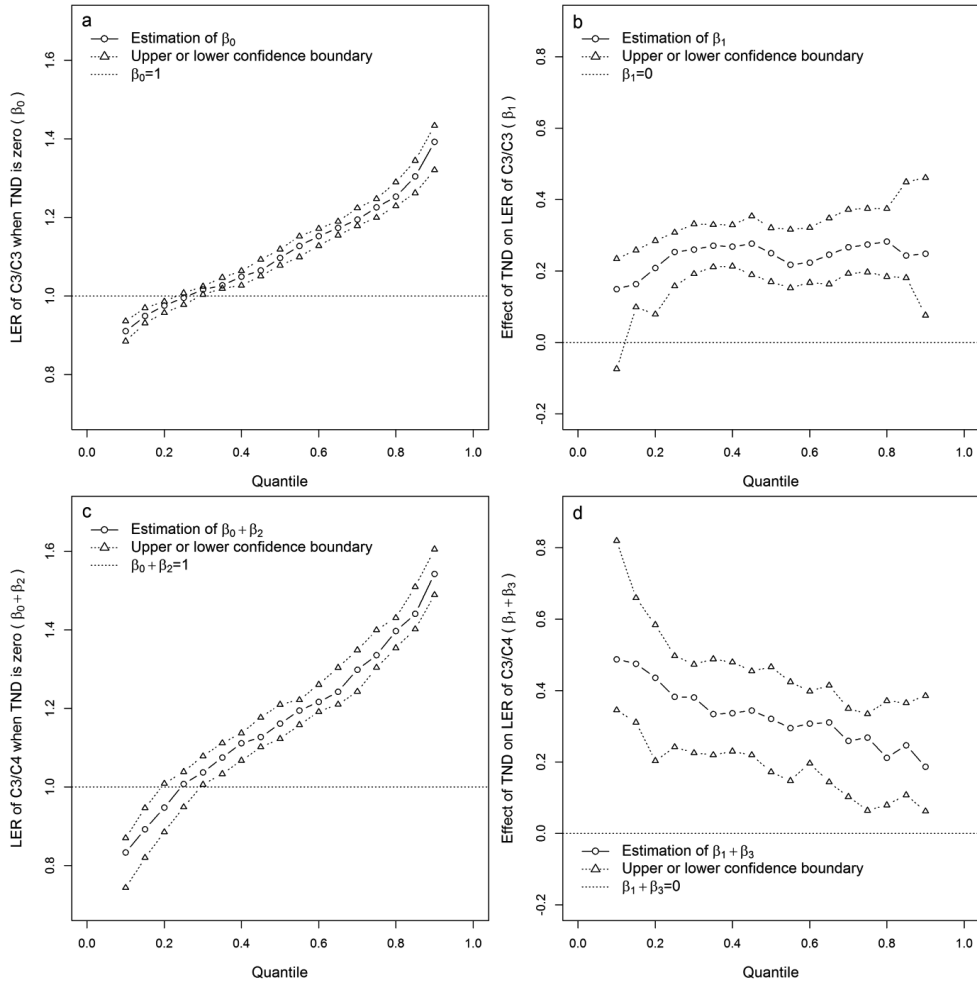 a
Estimation of β0
Upper or lower confidence boundary
β0=1
LER of C3/C3 when TND is zero ( β0 )
1.6
1.4
1.2
1.0
0.8
0.0 0.2 0.4 0.6 0.8 1.0
Quantile
b
Estimation of β1
Upper or lower confidence boundary
β1=0
Effect of TND on LER of C3/C3 ( β1 )
0.8
0.6
0.4
0.2
0.0
-0.2
0.0 0.2 0.4 0.6 0.8 1.0
Quantile
c
Estimation of β0+β2
Upper or lower confidence boundary
β0+β2=1
LER of C3/C4 when TND is zero ( β0+β2 )
1.6
1.4
1.2
1.0
0.8
0.0 0.2 0.4 0.6 0.8 1.0
Quantile
d
Effect of TND on LER of C3/C4 ( β1+β3 )
0.8
0.6
0.4
0.2
0.0
-0.2
Estimation of β1+β3
Upper or lower confidence boundary
β1+β3=0
0.0 0.2 0.4 0.6 0.8 1.0
Quantile